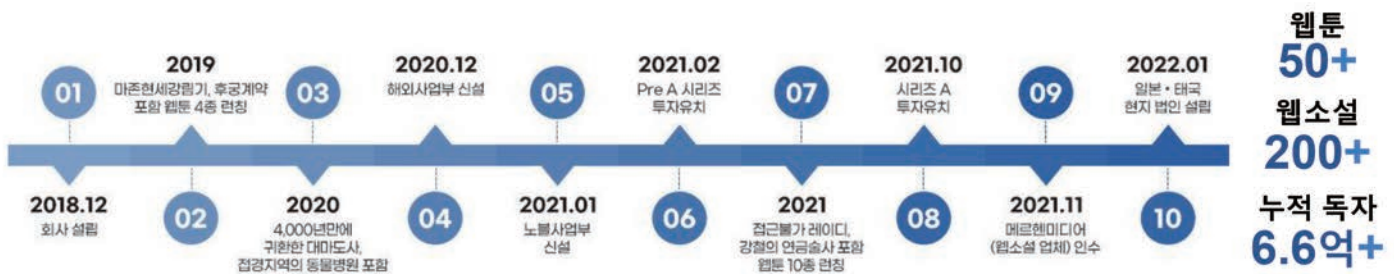 01
2018.12
회사 설립
2019
마존현세강림기, 후궁계약
포함 웹툰 4종 런칭
02
03
2020
4,000년만에
귀환한 대마도사,
접경지역의 동물병원 포함
2020.12
해외사업부 신설
04
05
2021.01
노블사업부
신설
2021.02
Pre A 시리즈
투자유치
06
07
2021
접근불가 레이디,
강철의 연금술사 포함
웹툰 10종 런칭
2021.10
시리즈 A
투자유치
08
09
2021.11
메르헨미디어
(웹소설 업체) 인수
2022.01
일본 • 태국
현지 법인 설립
10
웹툰
50+
웹소설
200+
누적 독자
6.6억+